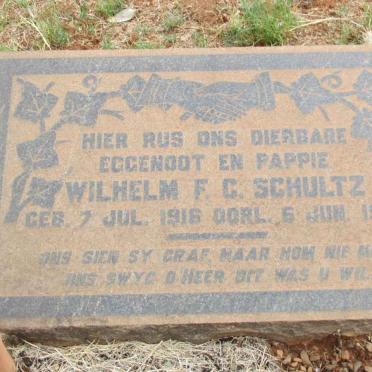 HIER RUS ONS DIERBARE
EGGENOOT EN PAPPIE
WILHELM F. C. SCHULTZ
GEB. 7 JUL. 1916 OORL. 6 JUN.
ONS SIEN SY GRAF, MAAR HOM NIE
ONS SWYG O HEER DIT WAS U WIL